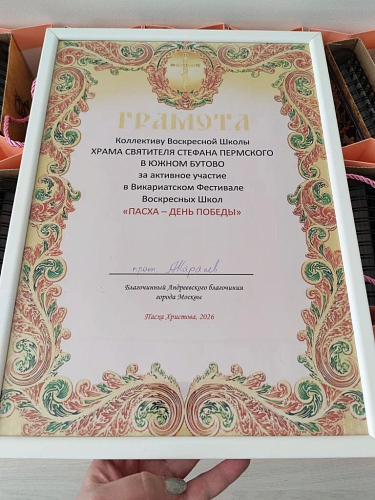 ГРАМОТА
Коллективу Воскресной Школы
ХРАМА СВЯТИТЕЛЯ СТЕФАНА ПЕРМСКОГО
В ЮЖНОМ БУТОВО
за активное участие
в Викариатском Фестивале
Воскресных Школ
«ПАСХА – ДЕНЬ ПОБЕДЫ»
прот.
Благочинный Андреевского благочиния
города Москвы
Пасха Христова, 2026